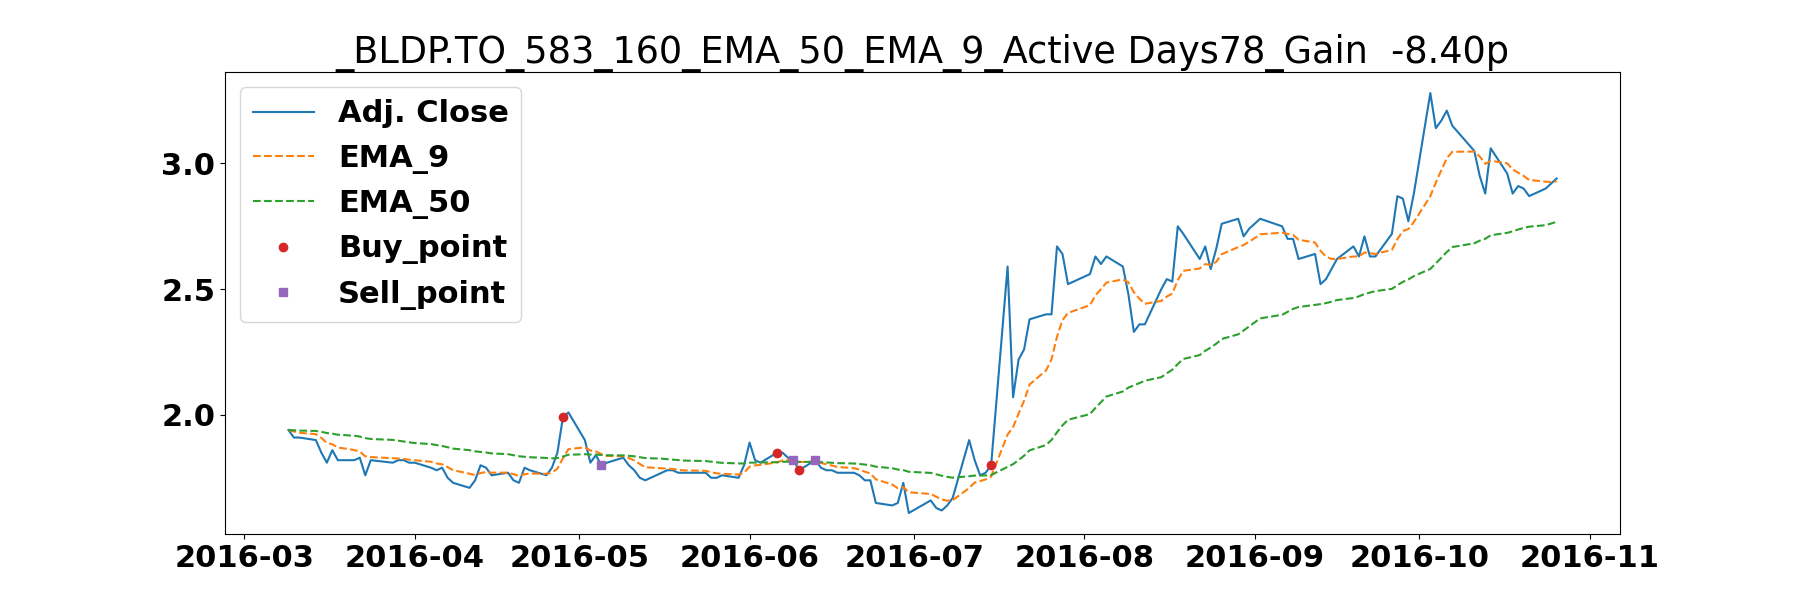 _BLDP.TO_583_160_EMA_50_EMA_9_Active Days78_Gain  -8.40p
Adj. Close
EMA_9
EMA_50
Buy_point
Sell_point
3.0
2.5
2.0
2016-03 2016-04 2016-05 2016-06 2016-07 2016-08 2016-09 2016-10 2016-11